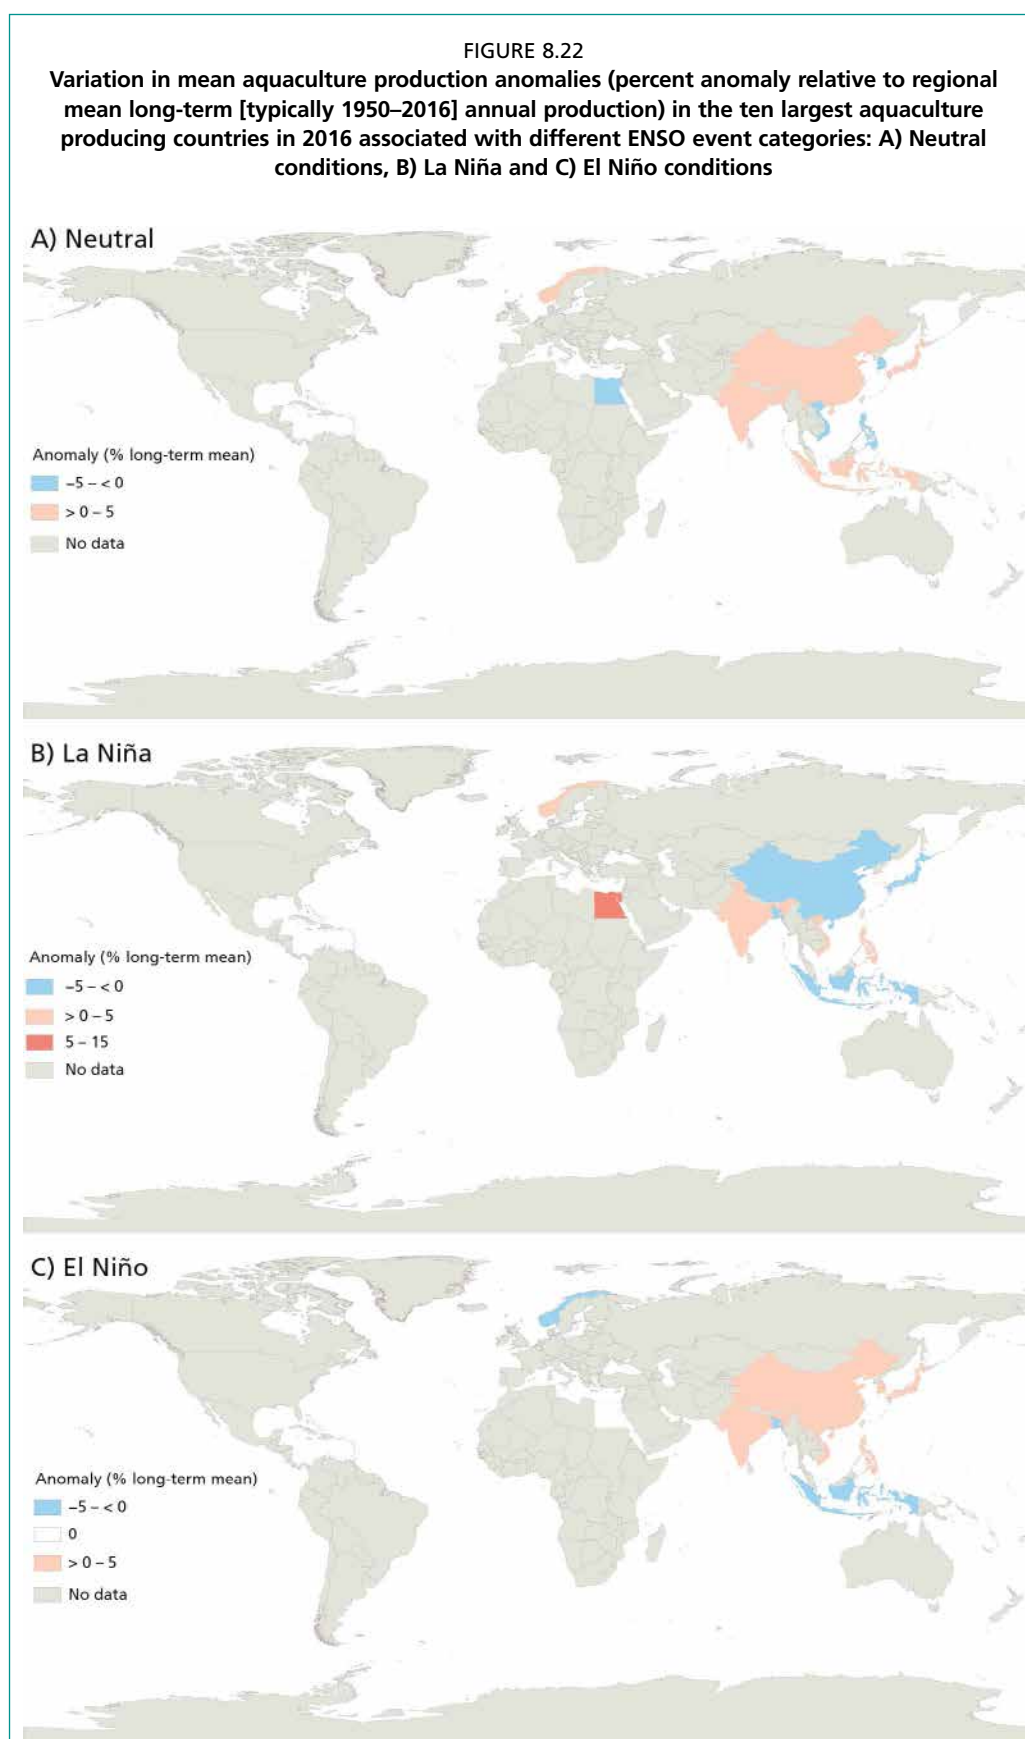 FIGURE 8.22
Variation in mean aquaculture production anomalies (percent anomaly relative to regional
mean long-term [typically 1950–2016] annual production) in the ten largest aquaculture
producing countries in 2016 associated with different ENSO event categories: A) Neutral
conditions, B) La Niña and C) El Niño conditions
A) Neutral
Anomaly (% long-term mean)
–5 – < 0
> 0 – 5
No data
B) La Niña
Anomaly (% long-term mean)
–5 – < 0
> 0 – 5
5 – 15
No data
C) El Niño
Anomaly (% long-term mean)
–5 – < 0
0
> 0 – 5
No data